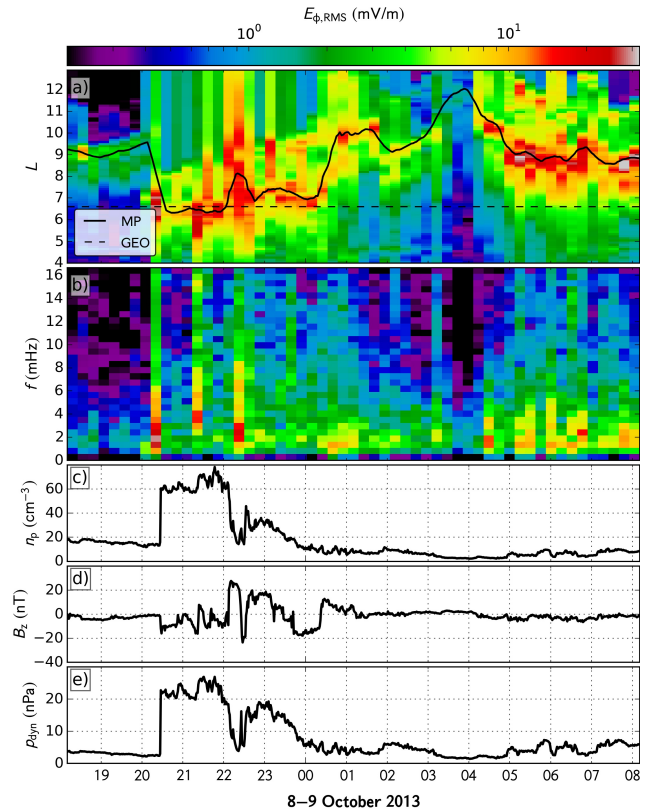 E_ϕ,RMS (mV/m)
10^0 10^1
a)
L
12
11
10
9
8
7
6
5
4
MP
GEO
b)
f (mHz)
16
14
12
10
8
6
4
2
0
c)
n_p (cm^−3)
60
40
20
0
d)
B_z (nT)
20
0
−20
−40
e)
p_dyn (nPa)
20
10
0
19 20 21 22 23 00 01 02 03 04 05 06 07 08
8−9 October 2013